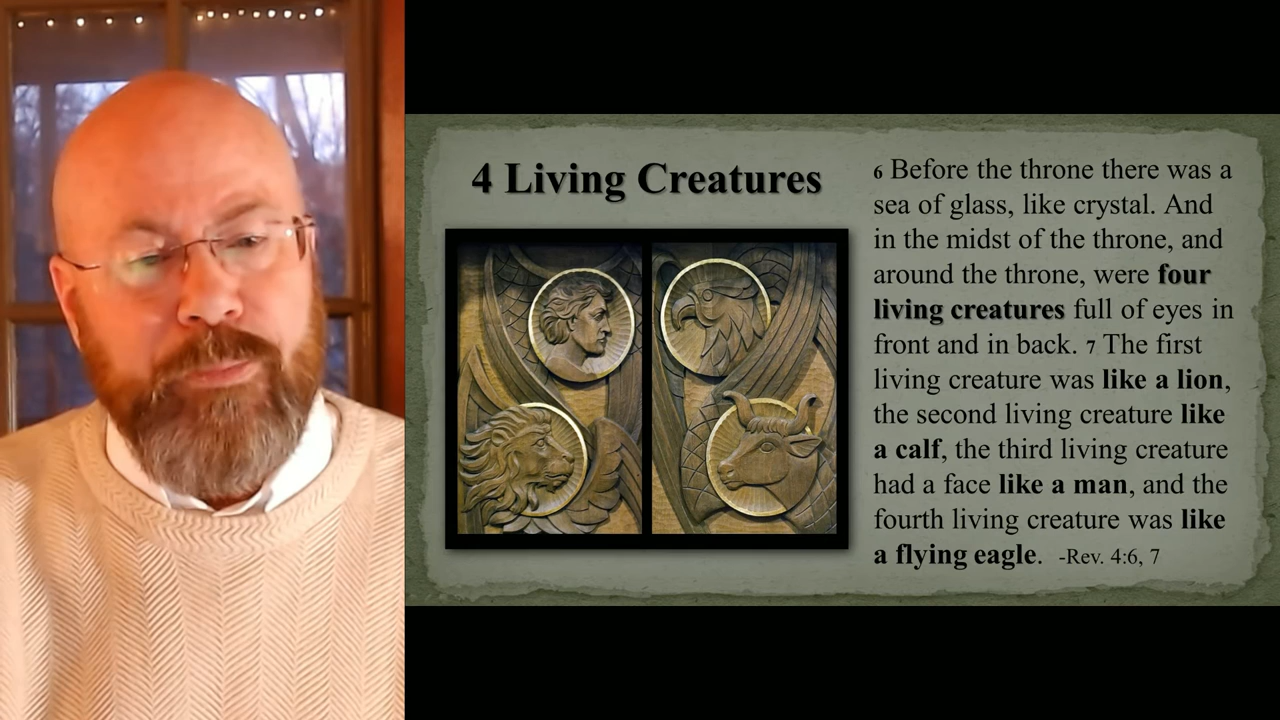 4 Living Creatures
6 Before the throne there was a
sea of glass, like crystal. And
in the midst of the throne, and
around the throne, were four
living creatures full of eyes in
front and in back. 7 The first
living creature was like a lion,
the second living creature like
a calf, the third living creature
had a face like a man, and the
fourth living creature was like
a flying eagle. -Rev. 4:6, 7